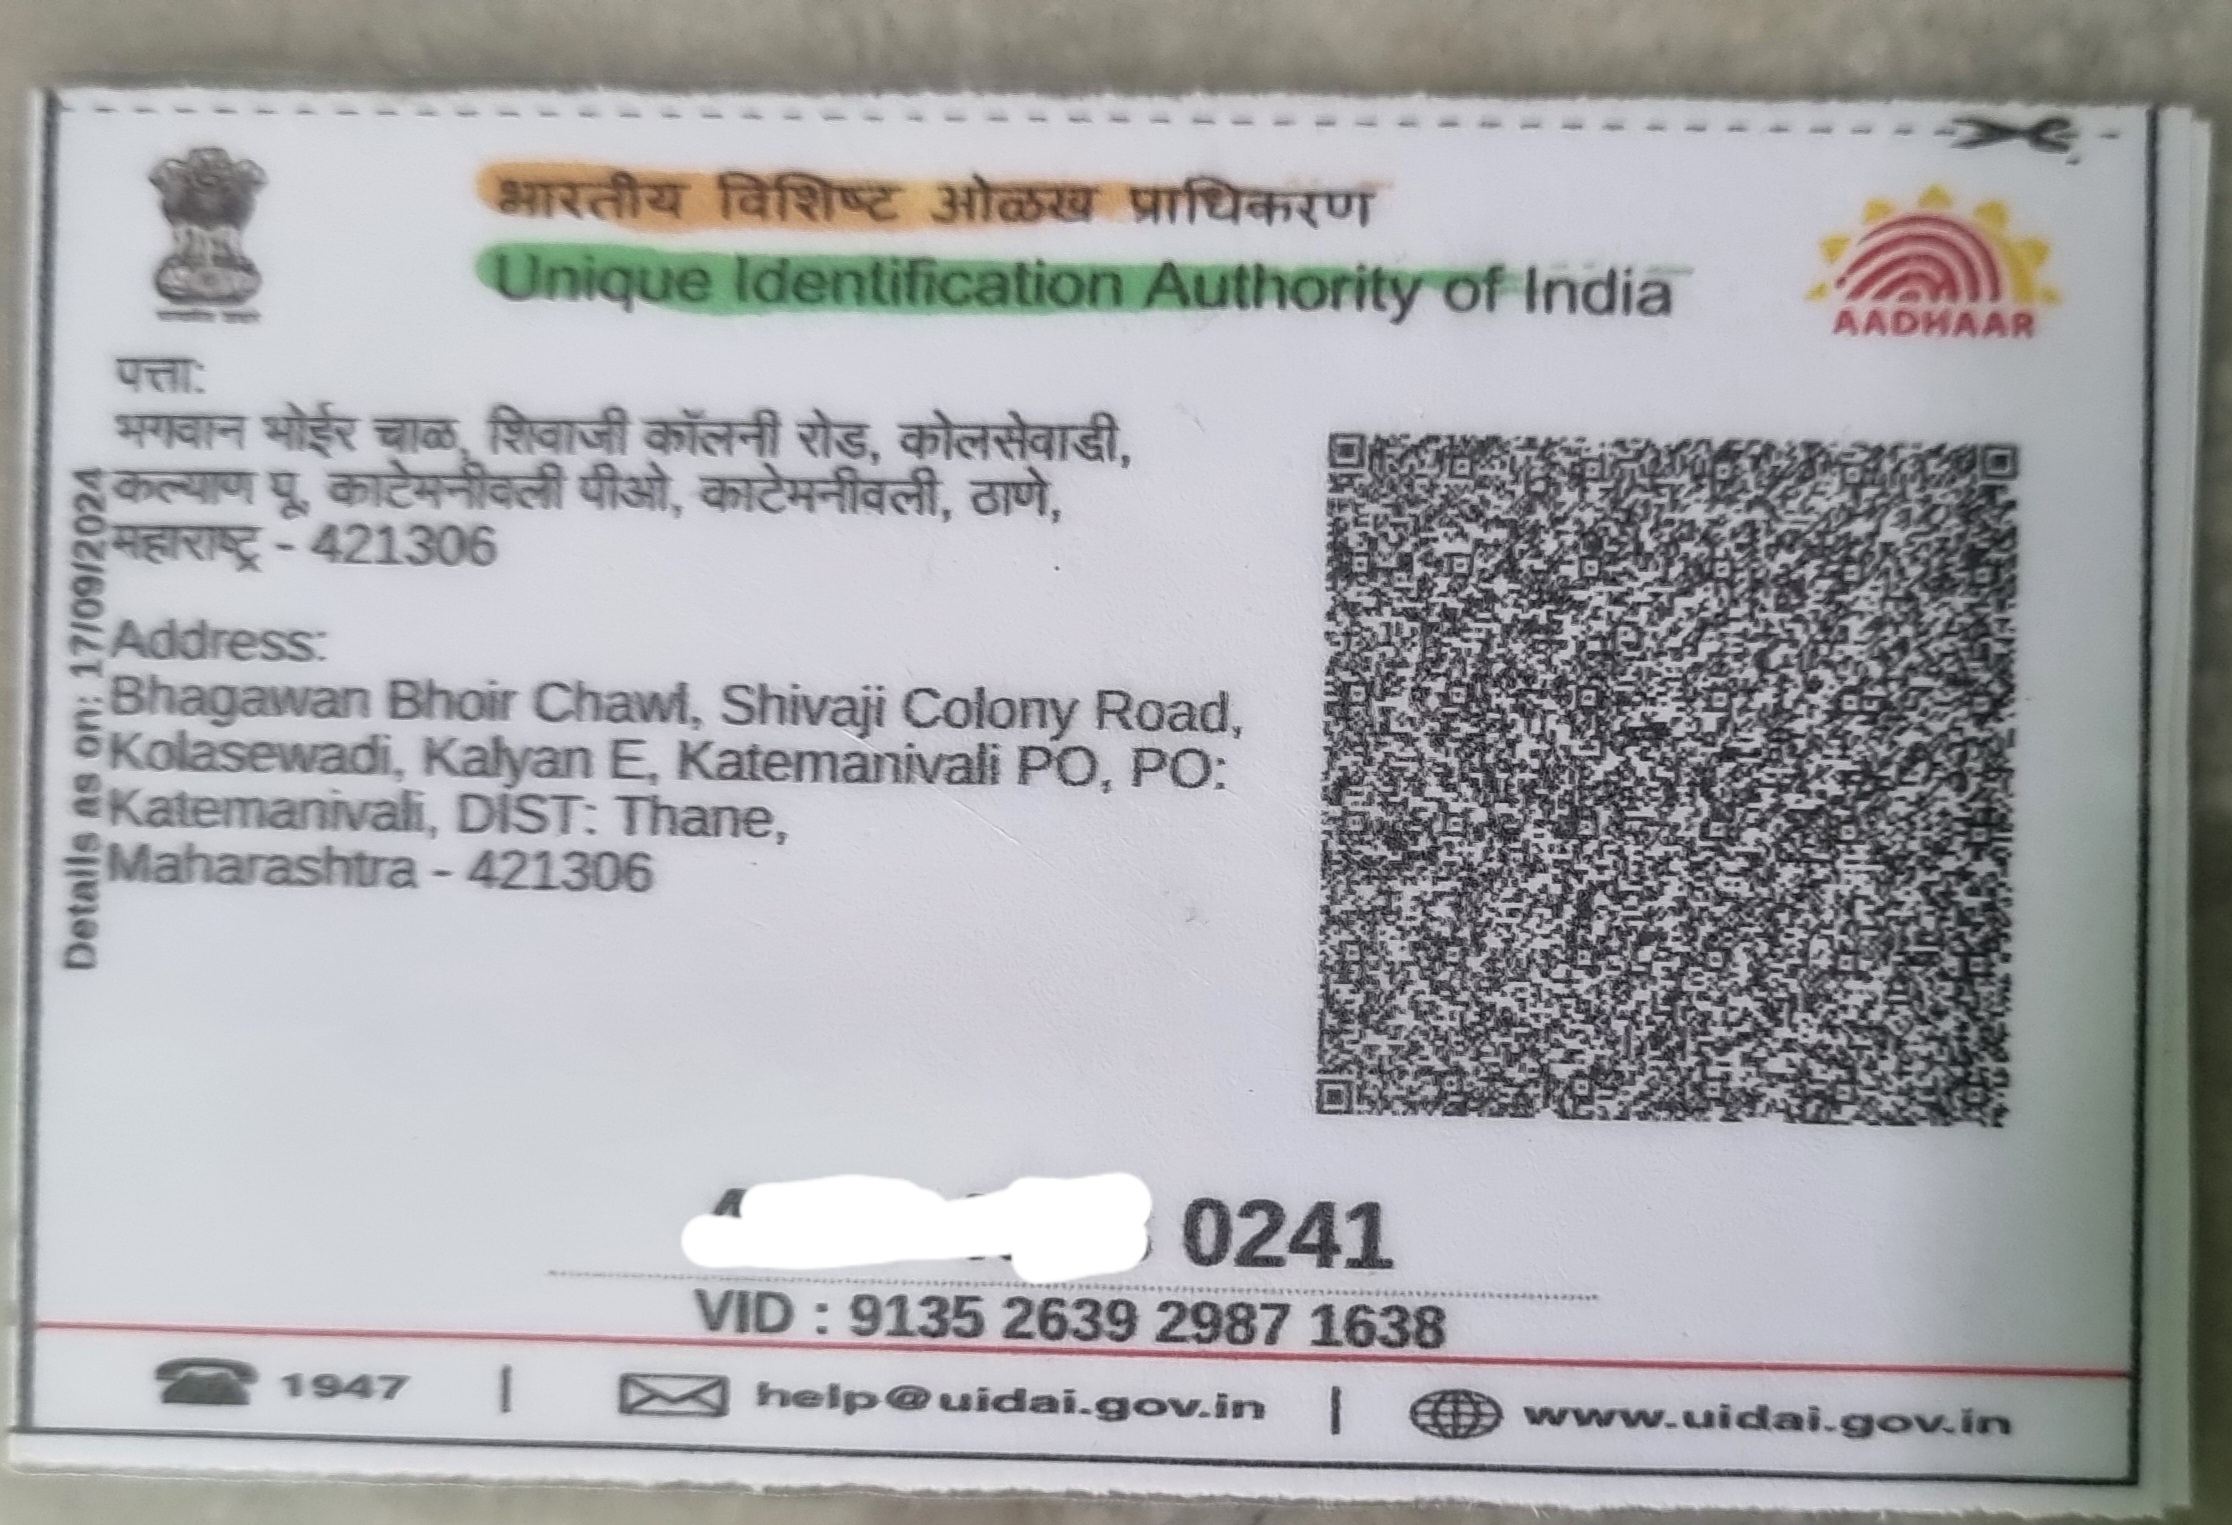 भारतीय विशिष्ट ओळख प्राधिकरण
Unique Identification Authority of India
AADHAAR
पत्ता:
भगवान भोईर चाळ, शिवाजी कॉलनी रोड, कोलसेवाडी,
कल्याण पू, काटेमनीवली पीओ, काटेमनीवली, ठाणे,
महाराष्ट्र - 421306
Address:
Bhagawan Bhoir Chawl, Shivaji Colony Road,
Kolasewadi, Kalyan E, Katemanivali PO, PO:
Katemanivali, DIST: Thane,
Maharashtra - 421306
Details as on: 17/09/2024
0241
VID : 9135 2639 2987 1638
1947 | help@uidai.gov.in | www.uidai.gov.in